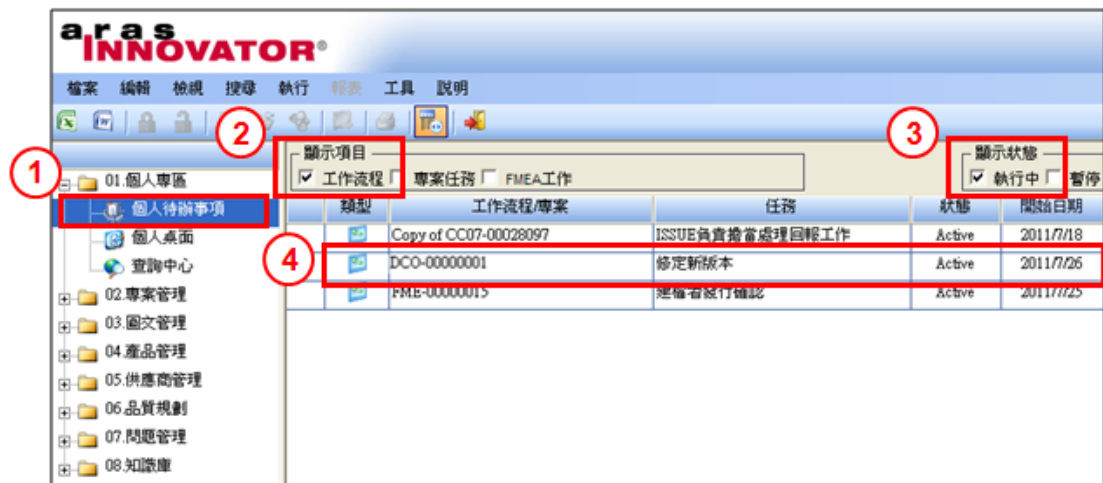 aras
INNOVATOR®
檔案 編輯 檢視 搜尋 執行 報表 工具 説明
2
3
1
顯示項目
顯示狀態
01.個人專區
工作流程 專案任務 FMEA工作
執行中 暫停
個人待辦事項
類型 工作流程/專案 任務 狀態 開始日期
個人桌面
Copy of CC07-00028097 ISSUE負責擔當處理回報工作 Active 2011/7/18
4
查詢中心
DCO-00000001 修定新版本 Active 2011/7/26
02.專案管理
FME-00000015 建檔者發行確認 Active 2011/7/25
03.圖文管理
04.產品管理
05.供應商管理
06.品質規劃
07.問題管理
08.知識庫